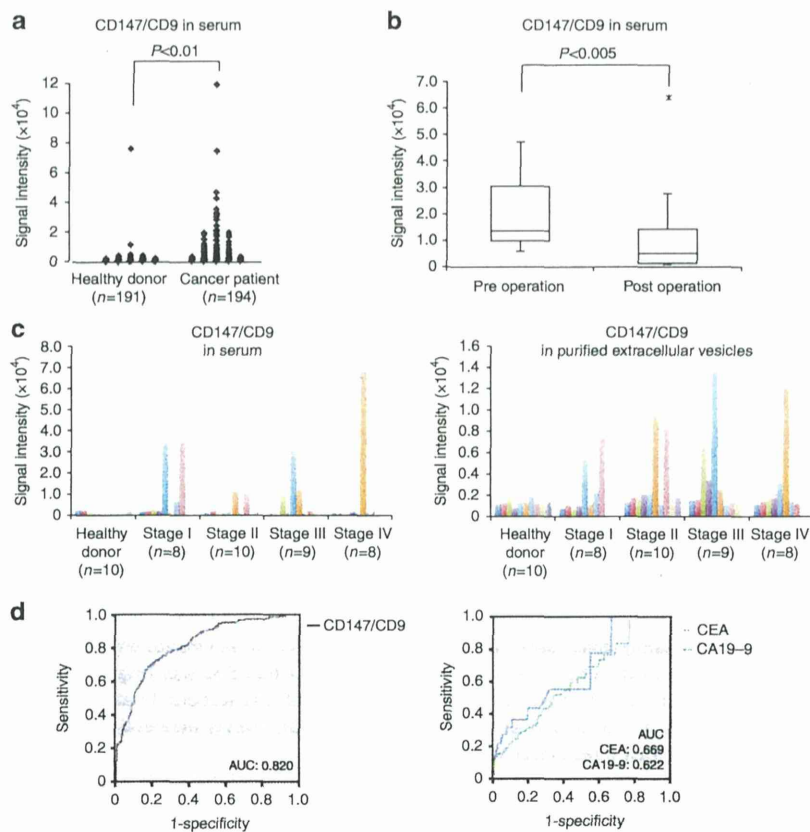 a
CD147/CD9 in serum
P<0.01
Signal intensity (×10⁴)
12
10
8
6
4
2
0
Healthy donor
(n=191)
Cancer patient
(n=194)
b
CD147/CD9 in serum
P<0.005
Signal intensity (×10⁴)
7.0
6.0
5.0
4.0
3.0
2.0
1.0
0
Pre operation
Post operation
c
CD147/CD9
in serum
Signal intensity (×10⁴)
8.0
7.0
6.0
5.0
4.0
3.0
2.0
1.0
0
Healthy
donor
(n=10)
Stage I
(n=8)
Stage II
(n=10)
Stage III
(n=9)
Stage IV
(n=8)
CD147/CD9
in purified extracellular vesicles
Signal intensity (×10⁴)
1.6
1.4
1.2
1.0
0.8
0.6
0.4
0.2
0
Healthy
donor
(n=10)
Stage I
(n=8)
Stage II
(n=10)
Stage III
(n=9)
Stage IV
(n=8)
d
Sensitivity
1.0
0.8
0.6
0.4
0.2
0
CD147/CD9
AUC: 0.820
0 0.2 0.4 0.6 0.8 1.0
1-specificity
Sensitivity
1.0
0.8
0.6
0.4
0.2
0
CEA
CA19–9
AUC
CEA: 0.669
CA19-9: 0.622
0 0.2 0.4 0.6 0.8 1.0
1-specificity